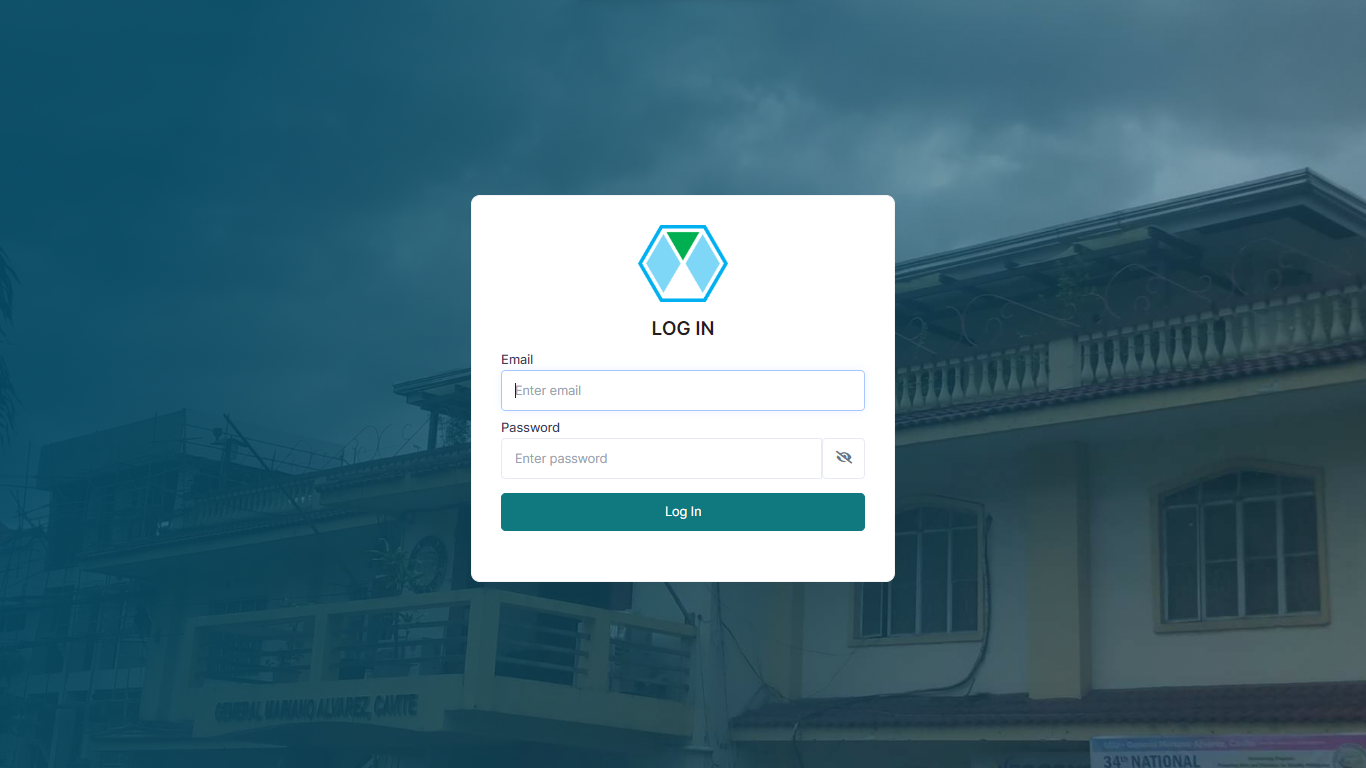 LOG IN
Email
Enter email
Password
Enter password
Log In
GENERAL MARIANO ALVAREZ, CAVITE
34th NATIONAL